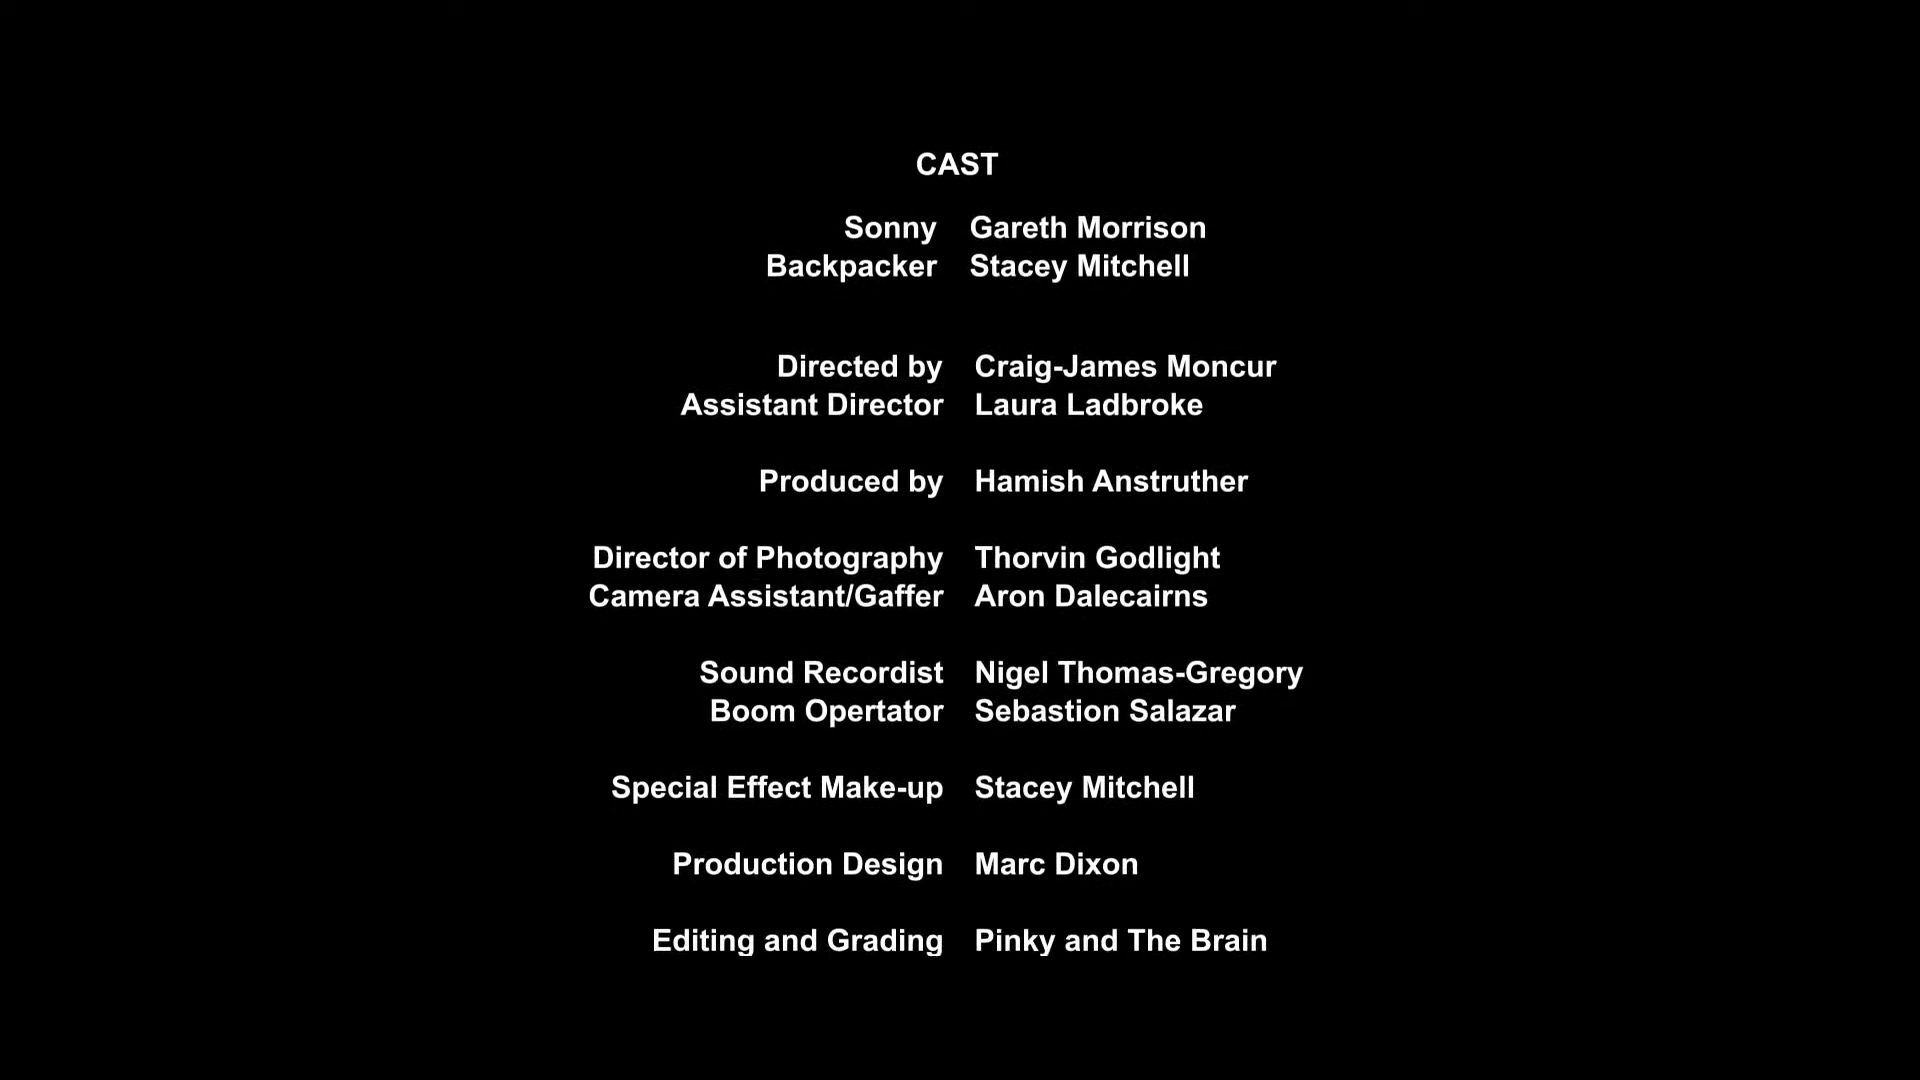 CAST
Sonny Gareth Morrison
Backpacker Stacey Mitchell
Directed by Craig-James Moncur
Assistant Director Laura Ladbroke
Produced by Hamish Anstruther
Director of Photography Thorvin Godlight
Camera Assistant/Gaffer Aron Dalecairns
Sound Recordist Nigel Thomas-Gregory
Boom Opertator Sebastion Salazar
Special Effect Make-up Stacey Mitchell
Production Design Marc Dixon
Editing and Grading Pinky and The Brain